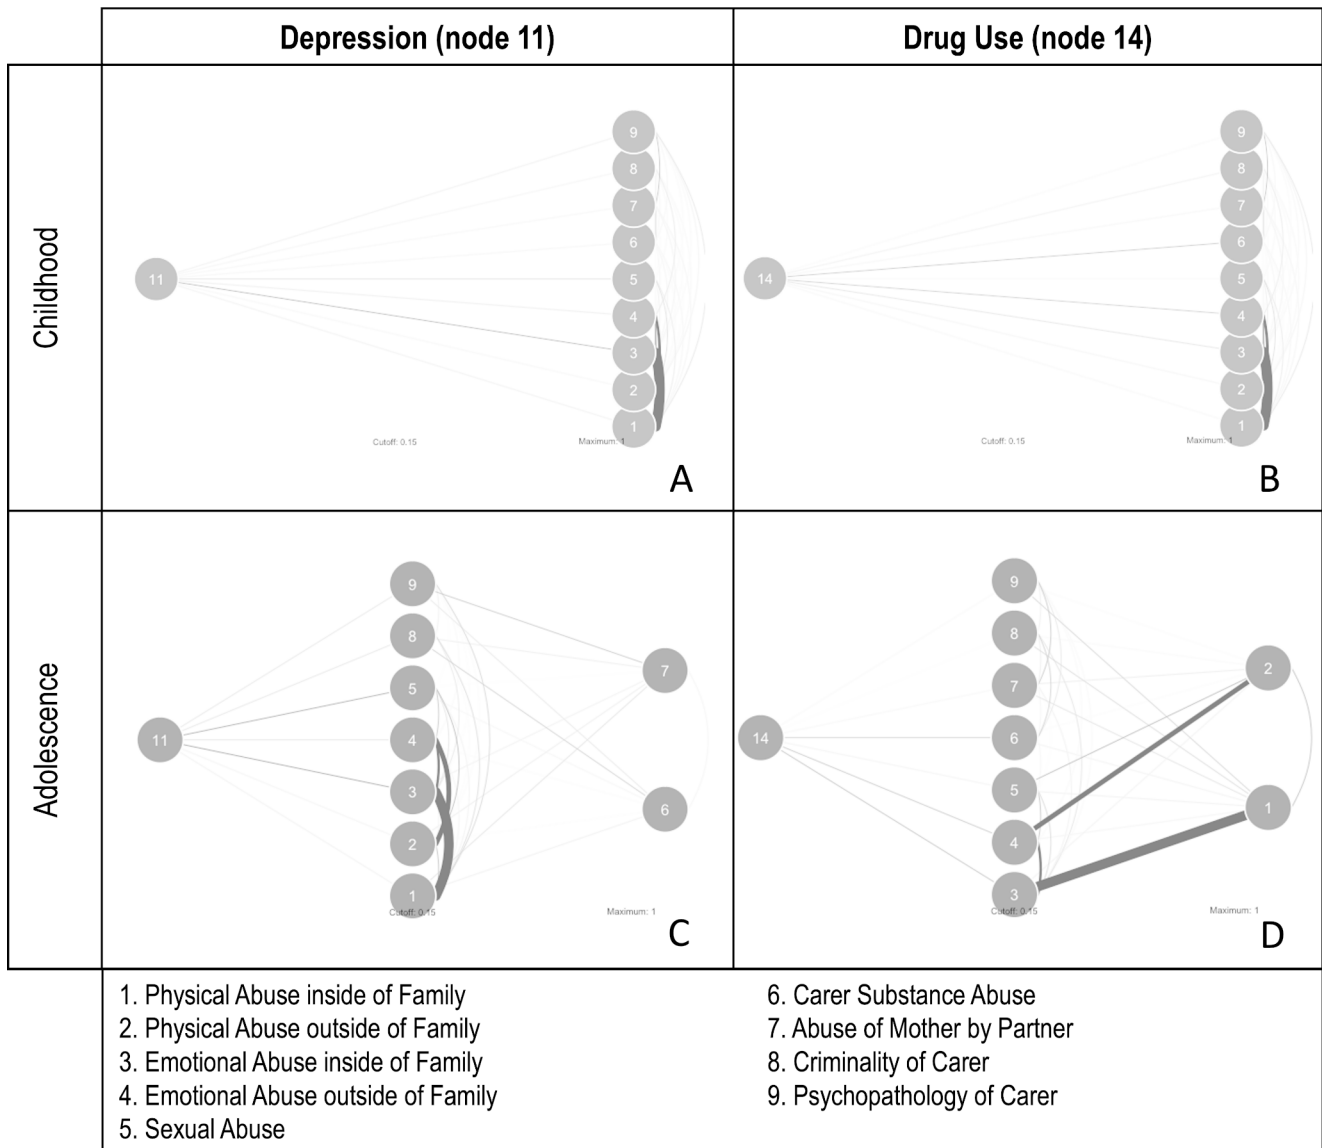 Depression (node 11)
Drug Use (node 14)
Childhood
9
8
7
6
11
5
4
3
2
1
Cutoff: 0.15
Maximum: 1
A
9
8
7
6
14
5
4
3
2
1
Cutoff: 0.15
Maximum: 1
B
Adolescence
9
8
5
7
11
4
3
6
2
1
Cutoff: 0.15
Maximum: 1
C
9
8
2
7
14
6
5
1
4
3
Cutoff: 0.15
Maximum: 1
D
1. Physical Abuse inside of Family
2. Physical Abuse outside of Family
3. Emotional Abuse inside of Family
4. Emotional Abuse outside of Family
5. Sexual Abuse
6. Carer Substance Abuse
7. Abuse of Mother by Partner
8. Criminality of Carer
9. Psychopathology of Carer